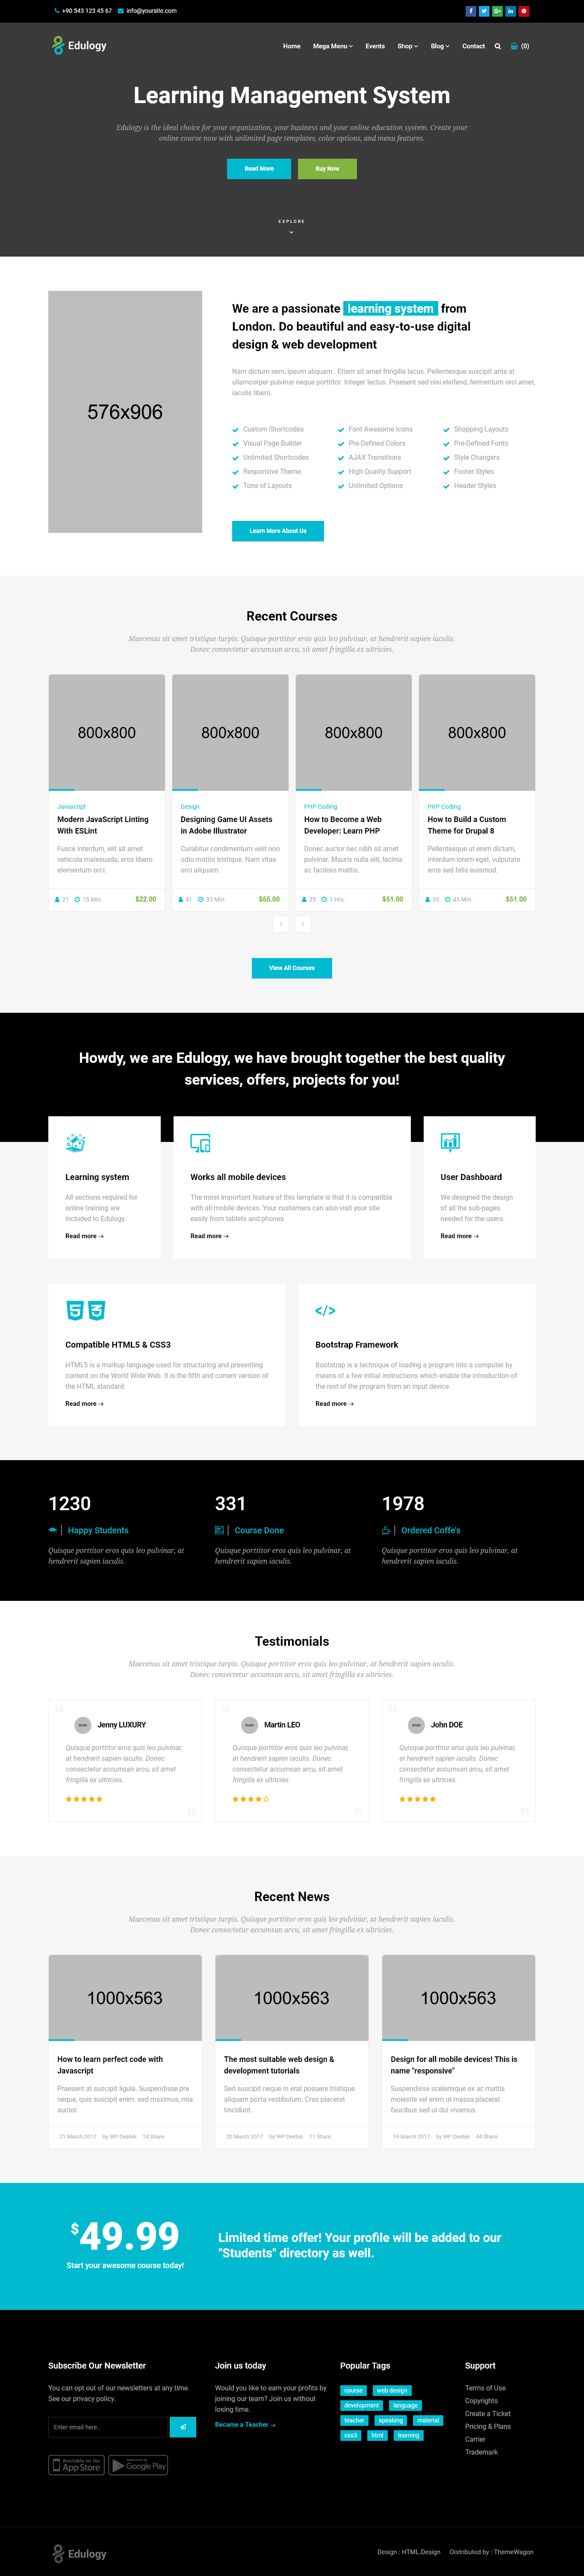 +90 543 123 45 67 info@yoursite.com
Edulogy
Home Mega Menu Events Shop Blog Contact (0)
Learning Management System
Edulogy is the ideal choice for your organization, your business and your online education system. Create your
online course now with unlimited page templates, color options, and menu features.
Read More Buy Now
EXPLORE
576x906
We are a passionate learning system from
London. Do beautiful and easy-to-use digital
design & web development
Nam dictum sem, ipsum aliquam . Etiam sit amet fringilla lacus. Pellentesque suscipit ante at
ullamcorper pulvinar neque porttitor. Integer lectus. Praesent sed nisi eleifend, fermentum orci amet,
iaculis libero.
Custom Shortcodes Font Awesome Icons Shopping Layouts
Visual Page Builder Pre-Defined Colors Pre-Defined Fonts
Unlimited Shortcodes AJAX Transitions Style Changers
Responsive Theme High Quality Support Footer Styles
Tons of Layouts Unlimited Options Header Styles
Learn More About Us
Recent Courses
Maecenas sit amet tristique turpis. Quisque porttitor eros quis leo pulvinar, at hendrerit sapien iaculis.
Donec consectetur accumsan arcu, sit amet fringilla ex ultricies.
800x800 800x800 800x800 800x800
Javascript
Modern JavaScript Linting
With ESLint
Fusce interdum, elit sit amet
vehicula malesuada, eros libero
elementum orci.
21 15 Min. $22.00
Design
Designing Game UI Assets
in Adobe Illustrator
Curabitur condimentum velit non
odio mattis tristique. Nam vitae
orci aliquam.
41 33 Min. $55.00
PHP Coding
How to Become a Web
Developer: Learn PHP
Donec auctor nec nibh sit amet
pulvinar. Mauris nulla elit, lacinia
ac facilisis mattis.
35 1 Hrs. $51.00
PHP Coding
How to Build a Custom
Theme for Drupal 8
Pellentesque ut enim dictum,
interdum lorem eget, vulputate
eros sed felis euismod.
35 45 Min. $51.00
View All Courses
Howdy, we are Edulogy, we have brought together the best quality
services, offers, projects for you!
Learning system
All sections required for
online training are
included to Edulogy.
Read more
Works all mobile devices
The most important feature of this template is that it is compatible
with all mobile devices. Your customers can also visit your site
easily from tablets and phones.
Read more
User Dashboard
We designed the design
of all the sub-pages
needed for the users.
Read more
Compatible HTML5 & CSS3
HTML5 is a markup language used for structuring and presenting
content on the World Wide Web. It is the fifth and current version of
the HTML standard.
Read more
</>
Bootstrap Framework
Bootstrap is a technique of loading a program into a computer by
means of a few initial instructions which enable the introduction of
the rest of the program from an input device.
Read more
1230
Happy Students
Quisque porttitor eros quis leo pulvinar, at
hendrerit sapien iaculis.
331
Course Done
Quisque porttitor eros quis leo pulvinar, at
hendrerit sapien iaculis.
1978
Ordered Coffe's
Quisque porttitor eros quis leo pulvinar, at
hendrerit sapien iaculis.
Testimonials
Maecenas sit amet tristique turpis. Quisque porttitor eros quis leo pulvinar, at hendrerit sapien iaculis.
Donec consectetur accumsan arcu, sit amet fringilla ex ultricies.
Jenny LUXURY
Quisque porttitor eros quis leo pulvinar,
at hendrerit sapien iaculis. Donec
consectetur accumsan arcu, sit amet
fringilla ex ultricies.
Martin LEO
Quisque porttitor eros quis leo pulvinar,
at hendrerit sapien iaculis. Donec
consectetur accumsan arcu, sit amet
fringilla ex ultricies.
John DOE
Quisque porttitor eros quis leo pulvinar,
at hendrerit sapien iaculis. Donec
consectetur accumsan arcu, sit amet
fringilla ex ultricies.
Recent News
Maecenas sit amet tristique turpis. Quisque porttitor eros quis leo pulvinar, at hendrerit sapien iaculis.
Donec consectetur accumsan arcu, sit amet fringilla ex ultricies.
1000x563 1000x563 1000x563
How to learn perfect code with
Javascript
Praesent at suscipit ligula. Suspendisse pre
neque, quis suscipit enim. sed maximus, mia
auctor.
21 March 2017 by WP Destek 14 Share
The most suitable web design &
development tutorials
Sed suscipit neque in erat posuere tristique
aliquam porta vestibulum. Cras placerat
tincidunt.
20 March 2017 by WP Destek 11 Share
Design for all mobile devices! This is
name "responsive"
Suspendisse scelerisque ex ac mattis
molestie vel enim ut massa placerat
faucibus sed ut dui vivamus.
19 March 2017 by WP Destek 44 Share
$49.99
Start your awesome course today!
Limited time offer! Your profile will be added to our
"Students" directory as well.
Subscribe Our Newsletter
You can opt out of our newsletters at any time.
See our privacy policy.
Enter email here..
Available on the App Store
Google Play
Join us today
Would you like to earn your profits by
joining our team? Join us without
losing time.
Became a Teacher
Popular Tags
course web design
development language
teacher speaking material
css3 html learning
Support
Terms of Use
Copyrights
Create a Ticket
Pricing & Plans
Carrier
Trademark
Edulogy
Design : HTML.Design Distributed by : ThemeWagon